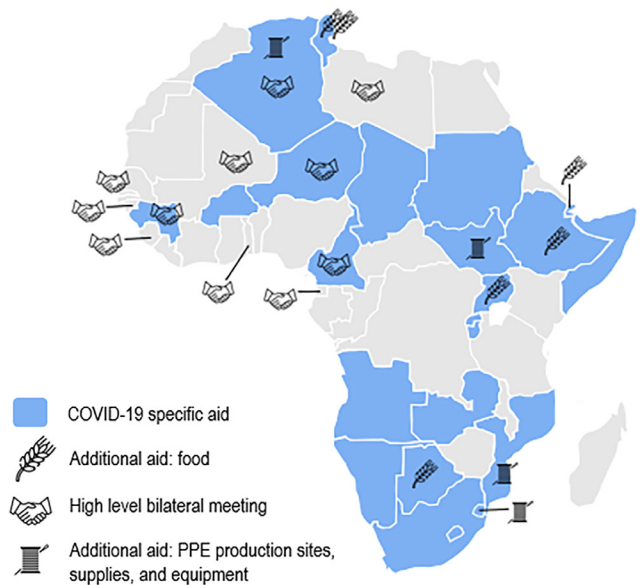 COVID-19 specific aid
Additional aid: food
High level bilateral meeting
Additional aid: PPE production sites,
supplies, and equipment